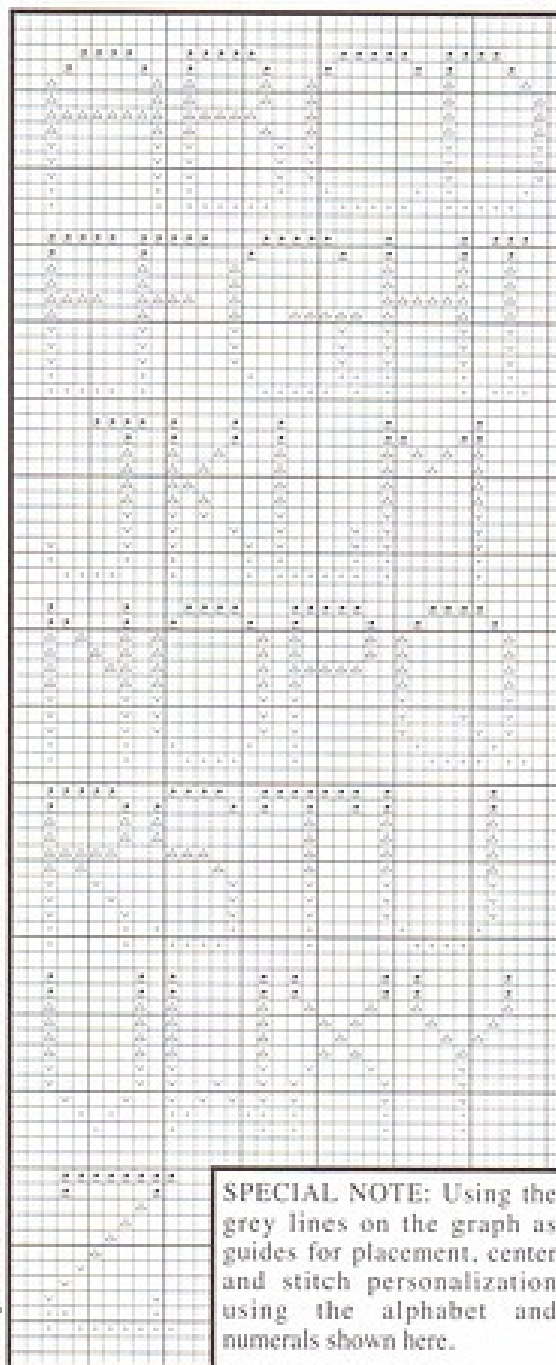 A B C D
E F G H I
J K L M
N O P Q
R S T U
V W X Y
Z
SPECIAL NOTE: Using the
grey lines on the graph as
guides for placement, center
and stitch personalization
using the alphabet and
numerals shown here.